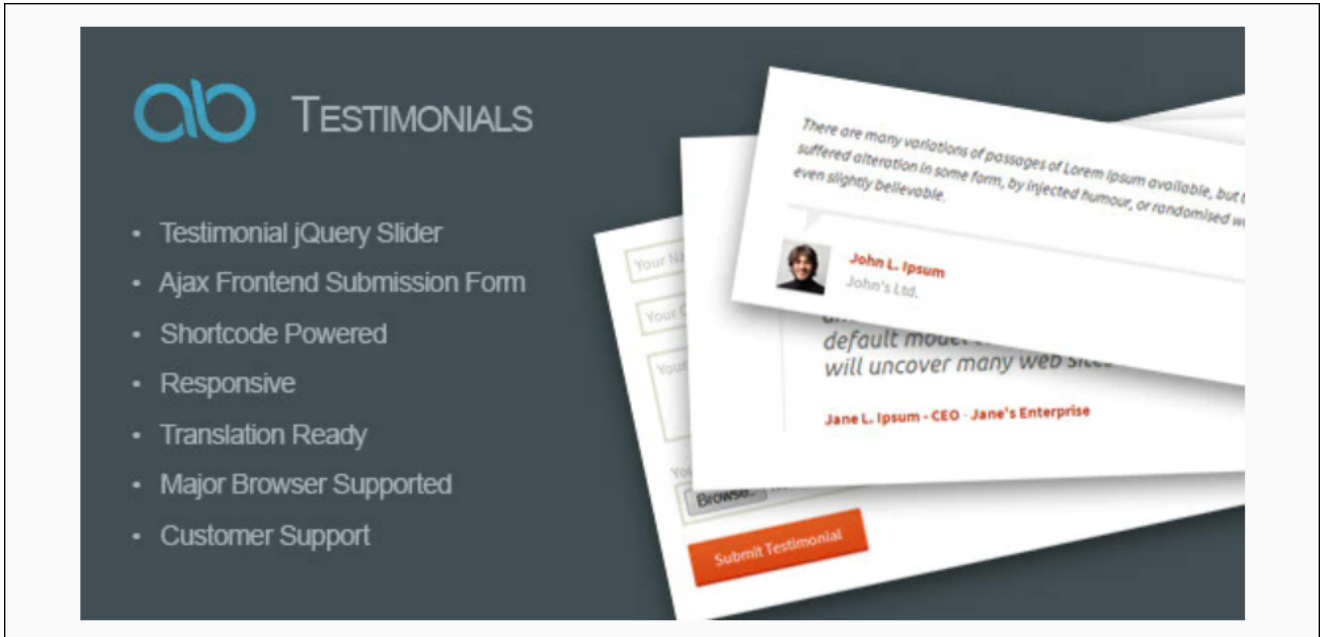 ab TESTIMONIALS
• Testimonial jQuery Slider
• Ajax Frontend Submission Form
• Shortcode Powered
• Responsive
• Translation Ready
• Major Browser Supported
• Customer Support
There are many variations of passages of Lorem Ipsum available, but
suffered alteration in some form, by injected humour, or randomised
even slightly believable.
John L. Ipsum
John's Ltd.
default
will uncover many web
Jane L. Ipsum - CEO - Jane's Enterprise
Your
Your
Your
Browse..
Submit Testimonial